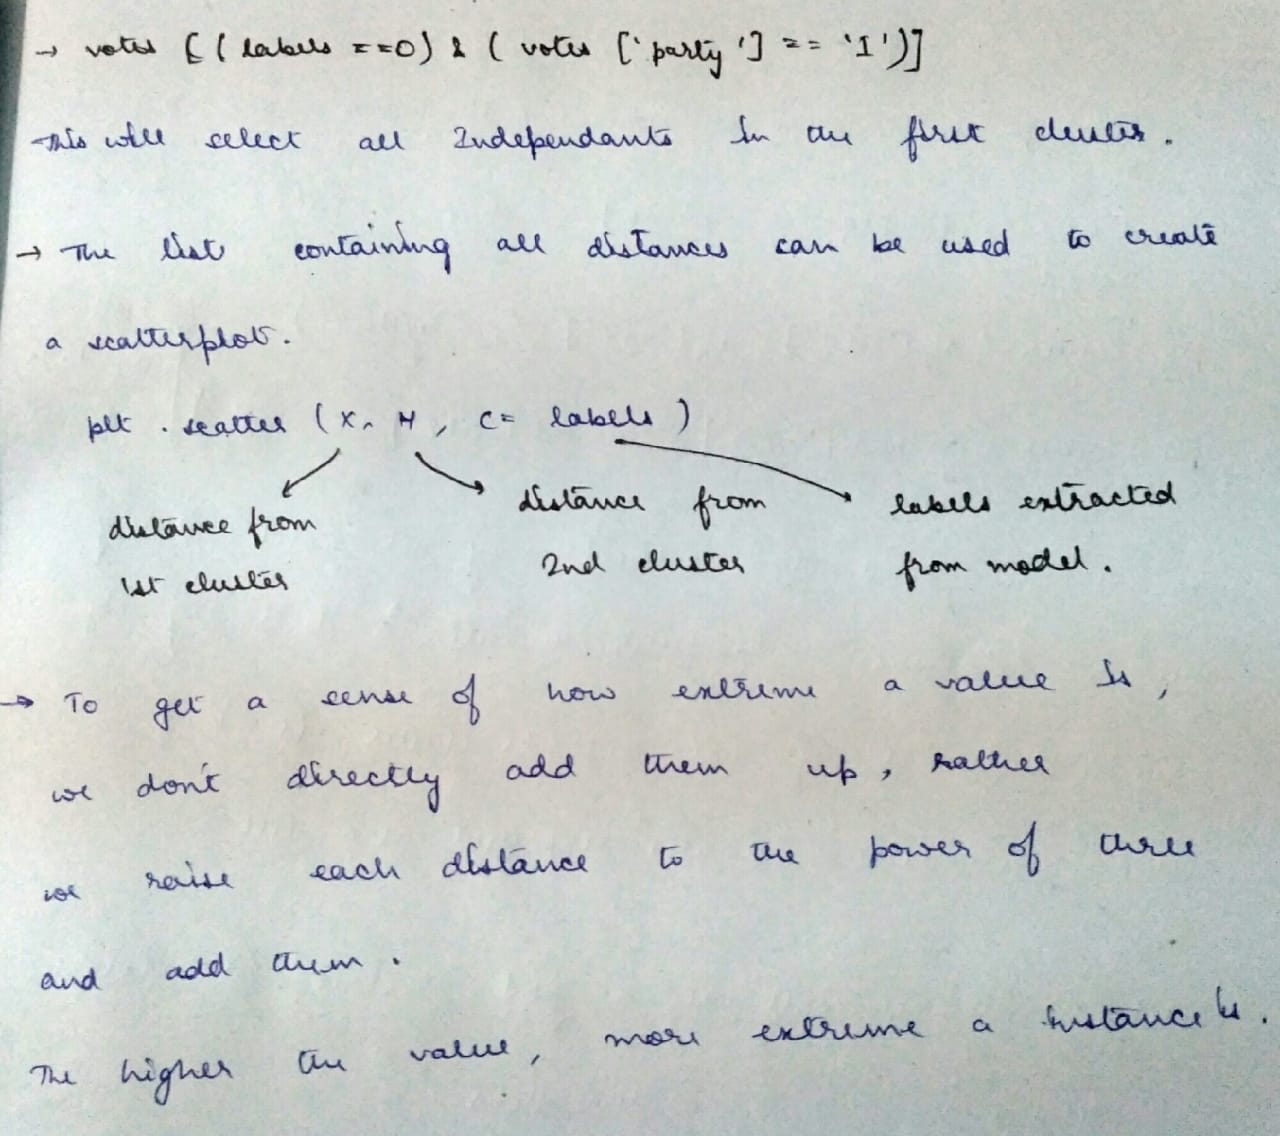 → votes [(labels ==0) & ( votes ['party'] == 'I')]
This will select all Independants in the first cluster.
→ The list containing all distances can be used to create
a scatterplot.
plt . scatter (x, y, c= labels )
distance from distance from labels extracted
1st cluster 2nd cluster from model.
→ To get a sense of how extreme a value is,
we don't directly add them up, rather
we raise each distance to the power of three
and add them.
The higher the value, more extreme a instance is.